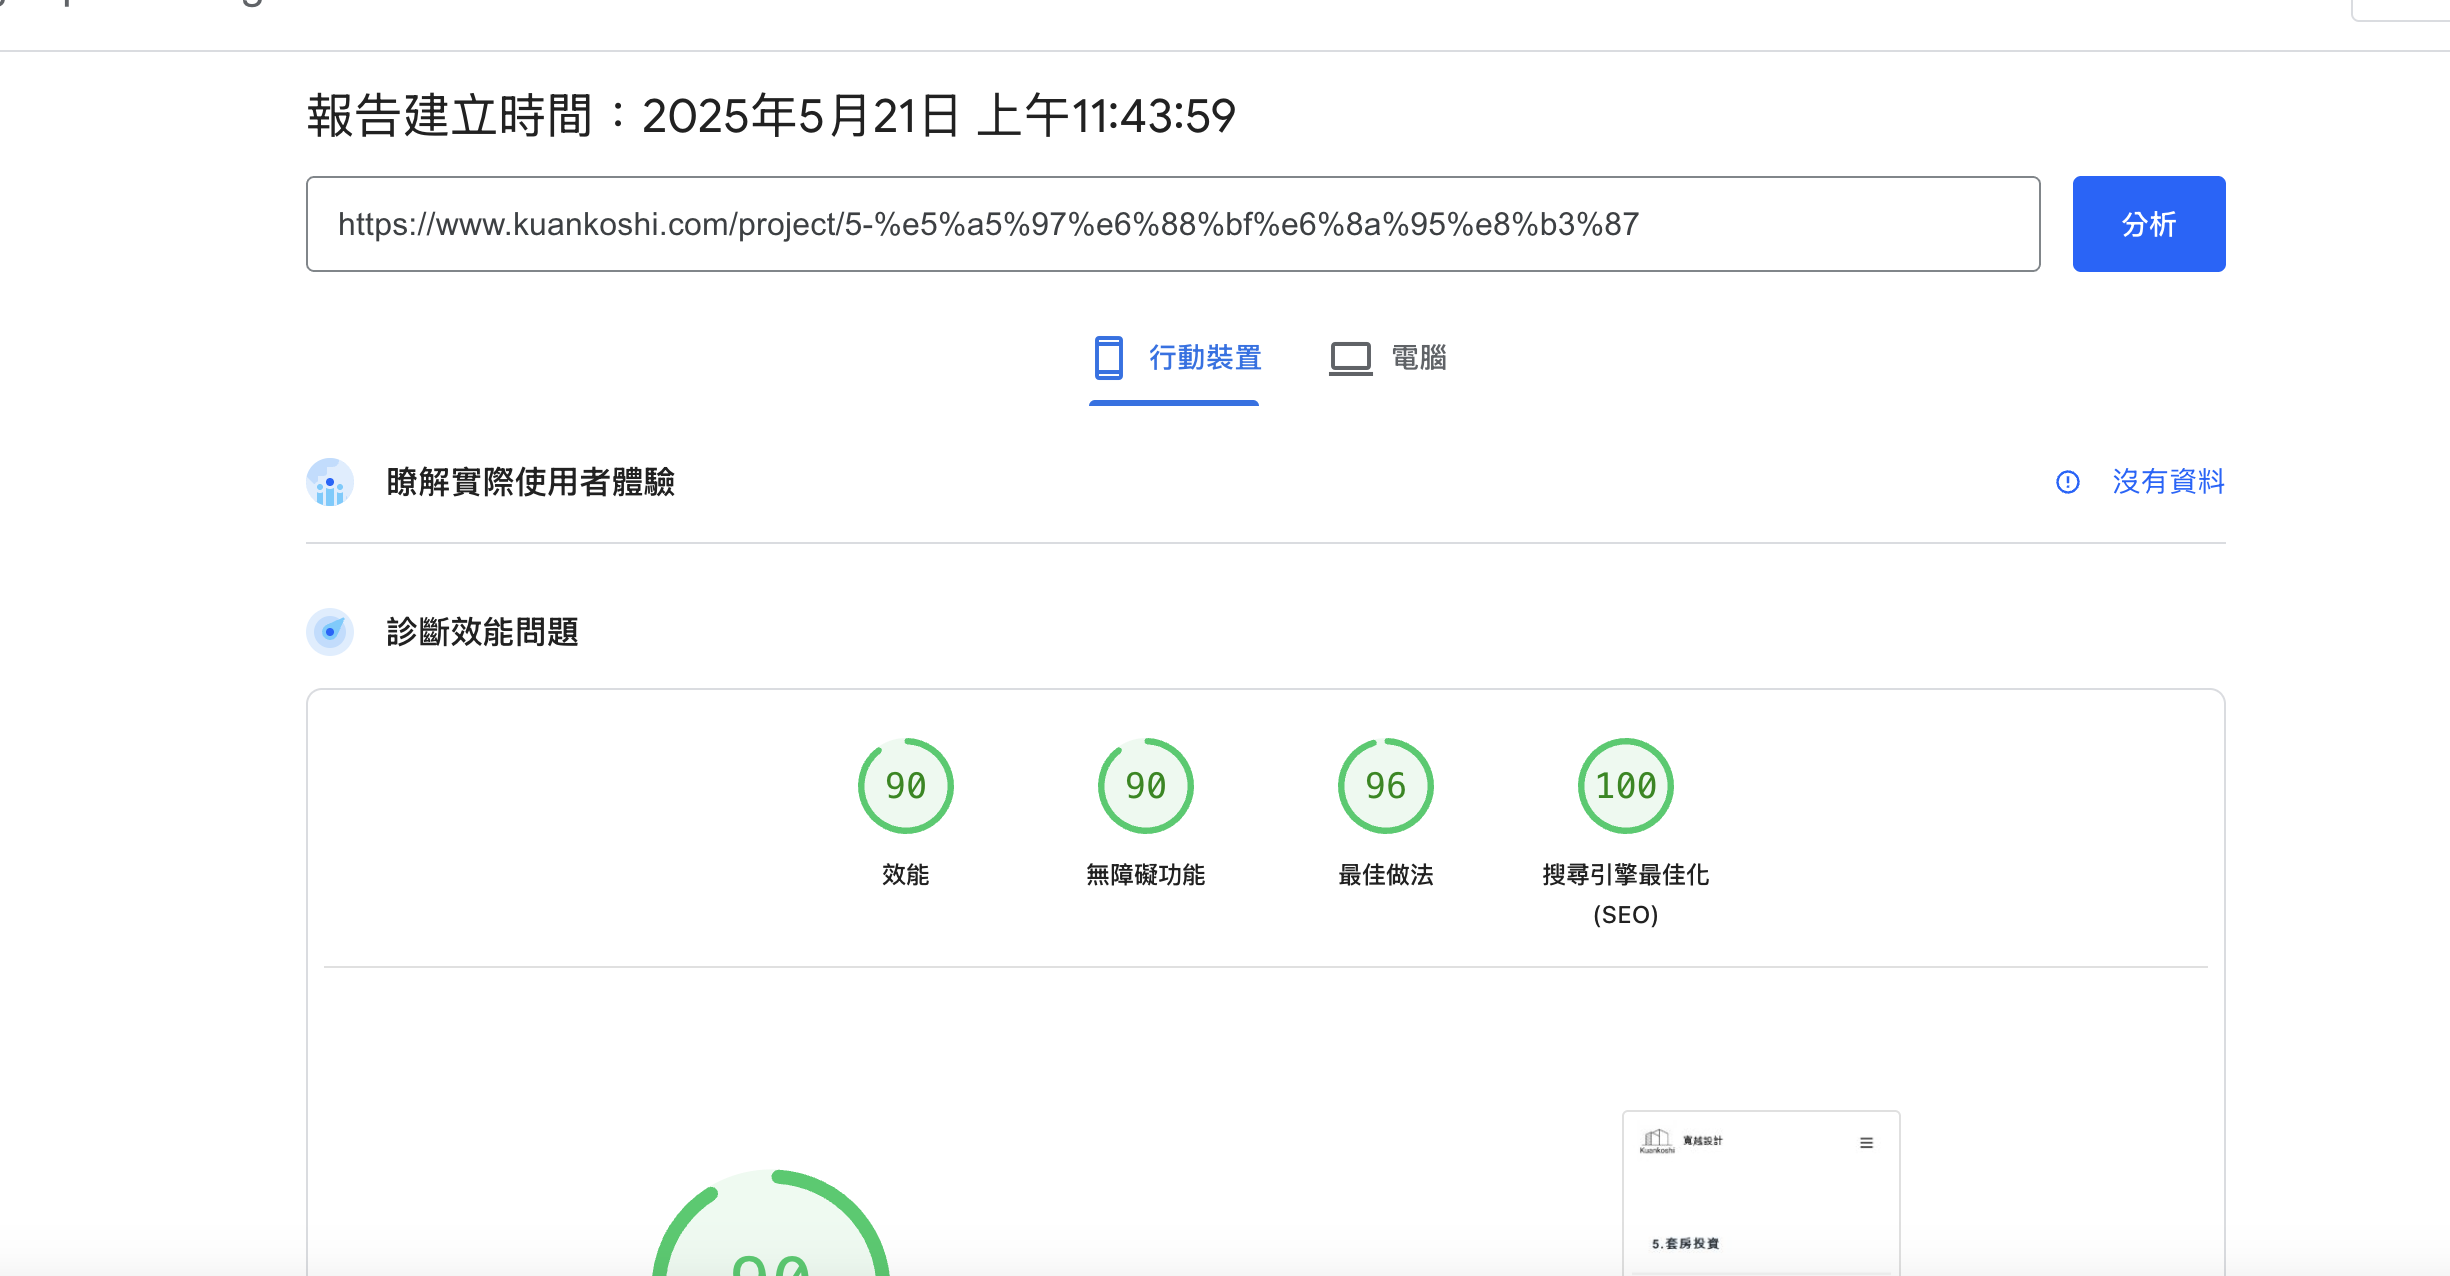 報告建立時間：2025年5月21日 上午11:43:59
https://www.kuankoshi.com/project/5-%e5%a5%97%e6%88%bf%e6%8a%95%e8%b3%87
分析
行動裝置
電腦
瞭解實際使用者體驗
沒有資料
診斷效能問題
90
90
96
100
效能
無障礙功能
最佳做法
搜尋引擎最佳化
(SEO)
90
Kuankoshi
寬越設計
5.套房投資